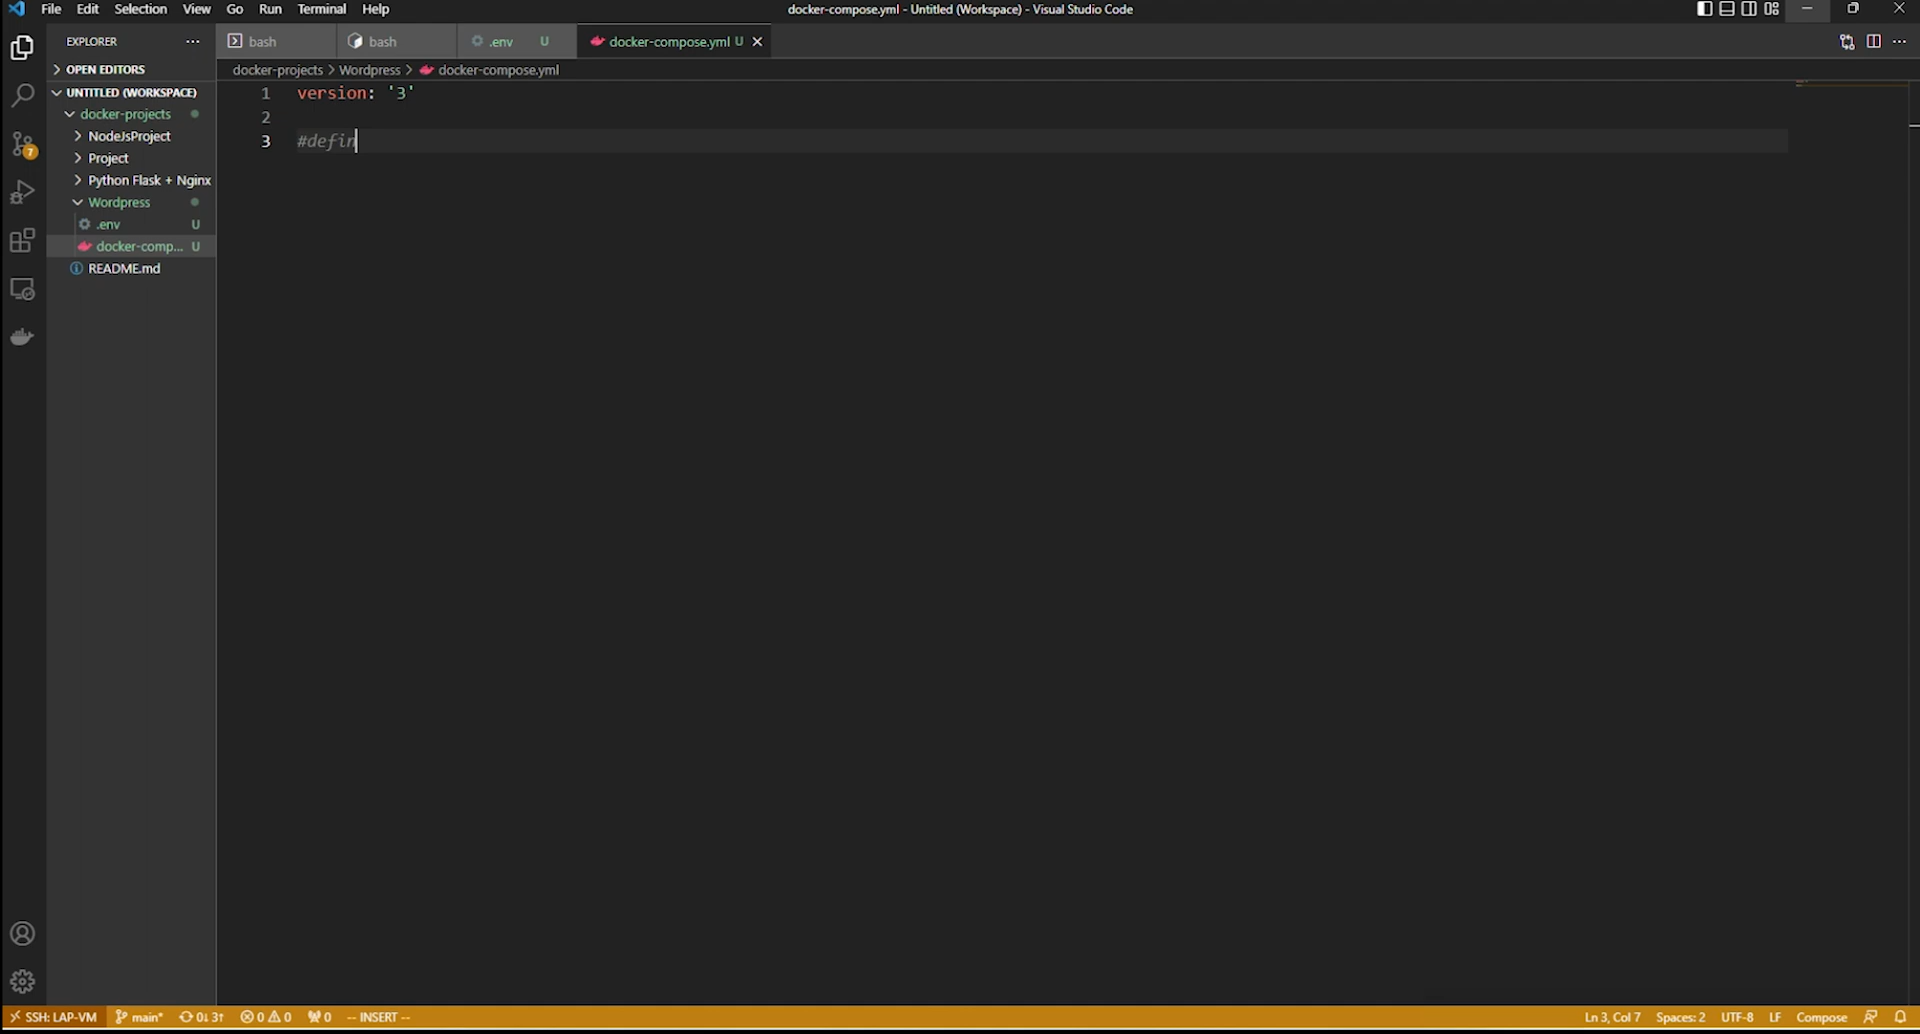 File Edit Selection View Go Run Terminal Help
docker-compose.yml - Untitled (Workspace) - Visual Studio Code
EXPLORER ...
bash
bash
.env U
docker-compose.yml U
OPEN EDITORS
docker-projects > Wordpress > docker-compose.yml
UNTITLED (WORKSPACE)
docker-projects
NodeJsProject
Project
Python Flask + Nginx
Wordpress
.env U
docker-comp... U
README.md
1 version: '3'
2
3 #defin
7
SSH: LAP-VM main* 0↓ 3↑ 0 0 0 -- INSERT --
Ln 3, Col 7 Spaces: 2 UTF-8 LF Compose